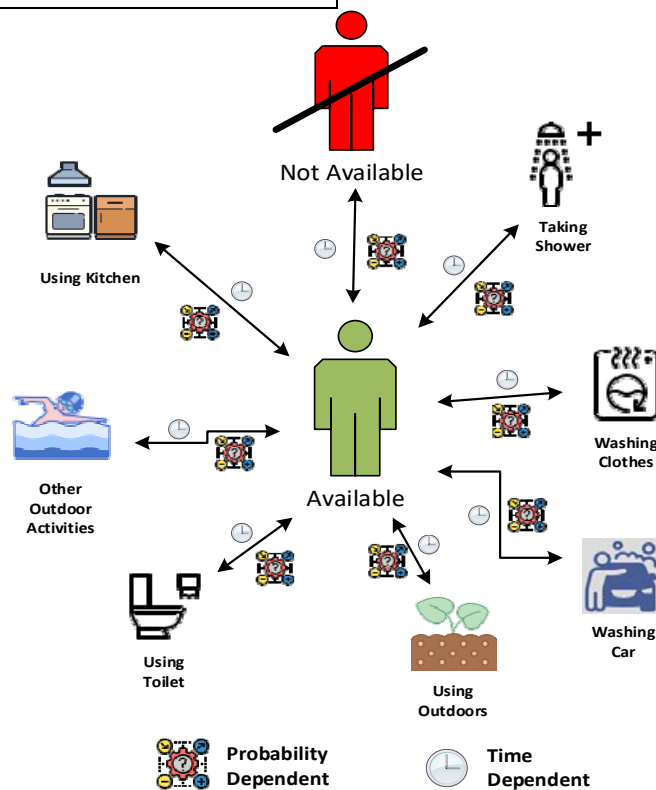 Not Available
Taking
Shower
Using Kitchen
Washing
Clothes
Other
Outdoor
Activities
Available
Washing
Car
Using
Toilet
Using
Outdoors
Probability
Dependent
Time
Dependent